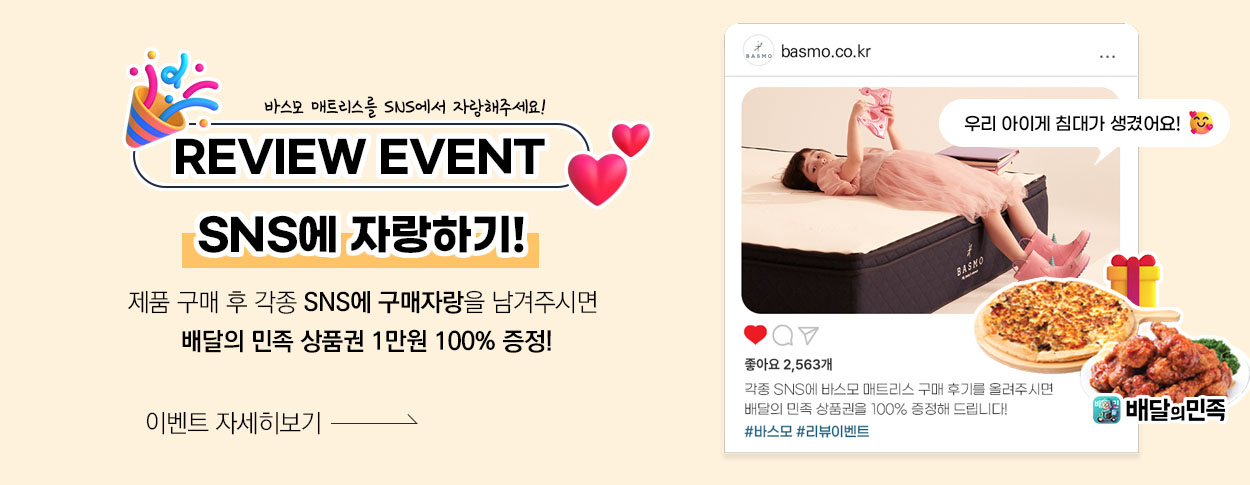 바스모 매트리스를 SNS에서 자랑해주세요!
REVIEW EVENT
SNS에 자랑하기!
제품 구매 후 각종 SNS에 구매자랑을 남겨주시면
배달의 민족 상품권 1만원 100% 증정!
이벤트 자세히보기
BASMO
basmo.co.kr
...
우리 아이게 침대가 생겼어요!
BASMO
좋아요 2,563개
각종 SNS에 바스모 매트리스 구매 후기를 올려주시면
배달의 민족 상품권을 100% 증정해 드립니다!
#바스모 #리뷰이벤트
배달의민족